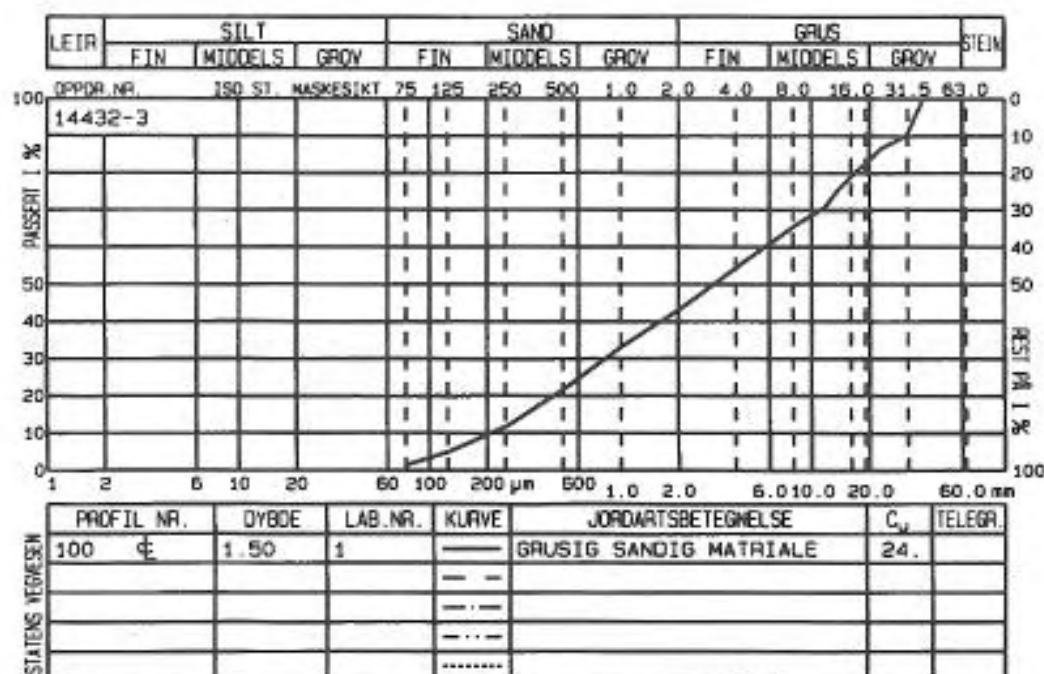 LEIR SILT SAND GRUS STEIN
FIN MIDDELS GROV FIN MIDDELS GROV FIN MIDDELS GROV
OPPDR.NR. ISO ST. MASKESIKT 75 125 250 500 1.0 2.0 4.0 8.0 16.0 31.5 63.0
14432-3
PASSERT I %
100
50
40
30
20
10
0
0
10
20
30
40
50
REST PÅ I %
100
1 2 6 10 20 60 100 200 µm 600 1.0 2.0 6.0 10.0 20.0 60.0 mm
STATENS VEGVESEN
PROFIL NR. DYBDE LAB.NR. KURVE JORDARTSBETEGNELSE Cu TELEGR.
100 ℄ 1.50 1 GRUSIG SANDIG MATRIALE 24.